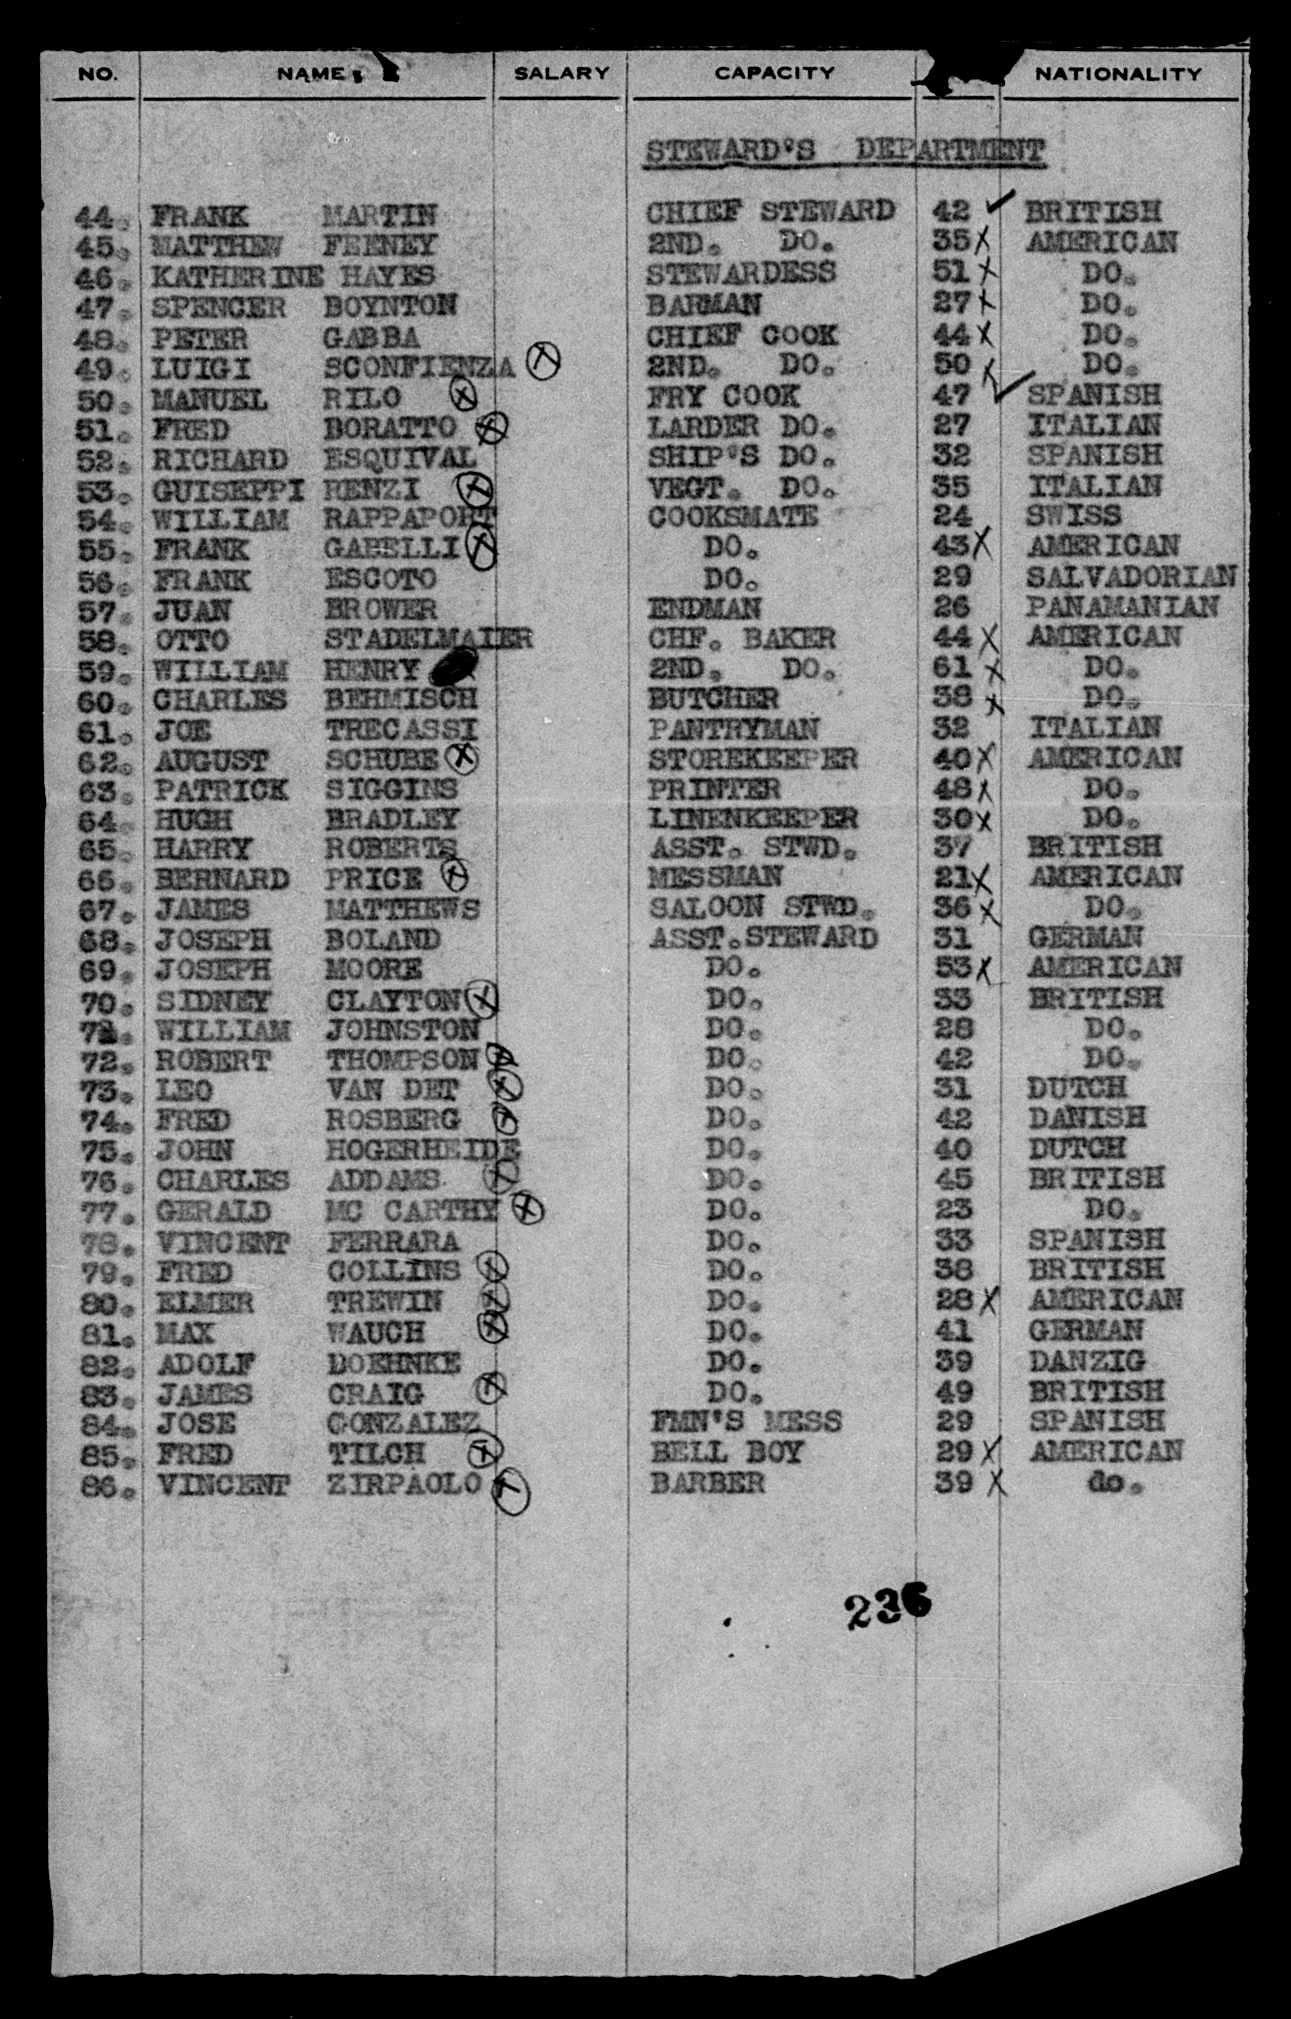 NO. NAME SALARY CAPACITY NATIONALITY
STEWARD'S DEPARTMENT
44. FRANK MARTIN CHIEF STEWARD 42 ✓ BRITISH
45. MATTHEW FEENEY 2ND. DO. 35 X AMERICAN
46. KATHERINE HAYES STEWARDESS 51 X DO.
47. SPENCER BOYNTON BARMAN 27 X DO.
48. PETER GABBA CHIEF COOK 44 X DO.
49. LUIGI SCONFIENZA X 2ND. DO. 50 X DO.
50. MANUEL RILO X FRY COOK 47 ✓ SPANISH
51. FRED BORATTO X LARDER DO. 27 ITALIAN
52. RICHARD ESQUIVAL SHIP'S DO. 32 SPANISH
53. GUISEPPI RENZI X VEGT. DO. 35 ITALIAN
54. WILLIAM RAPPAPORT COOKSMATE 24 SWISS
55. FRANK GABELLI X DO. 43 X AMERICAN
56. FRANK ESCOTO DO. 29 SALVADORIAN
57. JUAN BROWER ENDMAN 26 PANAMANIAN
58. OTTO STADELMAIER CHF. BAKER 44 X AMERICAN
59. WILLIAM HENRY 2ND. DO. 61 X DO.
60. CHARLES BEHMISCH BUTCHER 38 X DO.
61. JOE TRECASSI PANTRYMAN 32 ITALIAN
62. AUGUST SCHUBE X STOREKEEPER 40 X AMERICAN
63. PATRICK SIGGINS PRINTER 48 X DO.
64. HUGH BRADLEY LINENKEEPER 30 X DO.
65. HARRY ROBERTS ASST. STWD. 37 BRITISH
66. BERNARD PRICE X MESSMAN 21 X AMERICAN
67. JAMES MATTHEWS SALOON STWD. 36 X DO.
68. JOSEPH BOLAND ASST.STEWARD 31 GERMAN
69. JOSEPH MOORE DO. 53 X AMERICAN
70. SIDNEY CLAYTON X DO. 33 BRITISH
71. WILLIAM JOHNSTON DO. 28 DO.
72. ROBERT THOMPSON X DO. 42 DO.
73. LEO VAN DET X DO. 31 DUTCH
74. FRED ROSBERG X DO. 42 DANISH
75. JOHN HOGERHEIDE DO. 40 DUTCH
76. CHARLES ADDAMS X DO. 45 BRITISH
77. GERALD MC CARTHY X DO. 23 DO.
78. VINCENT FERRARA DO. 33 SPANISH
79. FRED COLLINS X DO. 38 BRITISH
80. ELMER TREWIN X DO. 28 X AMERICAN
81. MAX WAUCH X DO. 41 GERMAN
82. ADOLF DOEHNKE DO. 39 DANZIG
83. JAMES CRAIG X DO. 49 BRITISH
84. JOSE GONZALEZ FMN'S MESS 29 SPANISH
85. FRED TILCH X BELL BOY 29 X AMERICAN
86. VINCENT ZIRPAOLO X BARBER 39 X do.
236